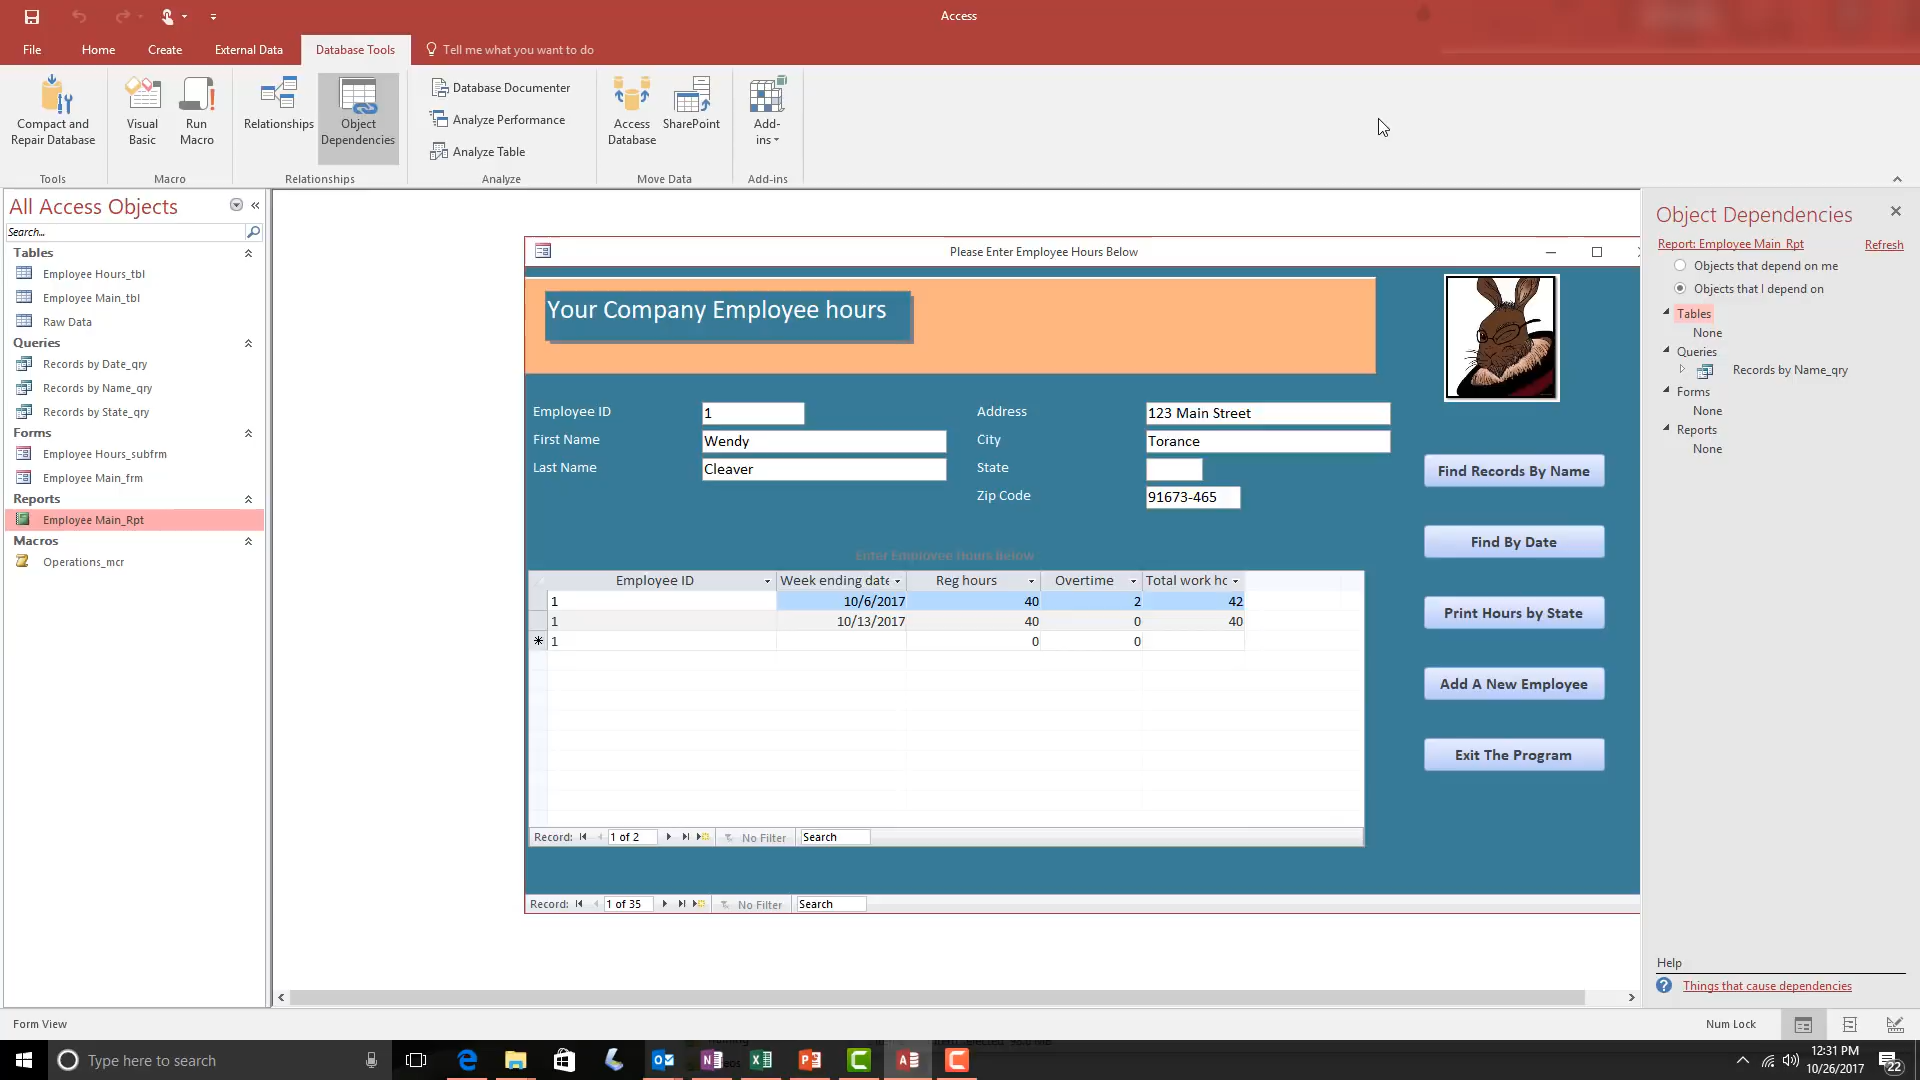 Access
File
Home
Create
External Data
Database Tools
Tell me what you want to do
Compact and
Repair Database
Visual
Basic
Run
Macro
Relationships
Object
Dependencies
Database Documenter
Analyze Performance
Analyze Table
Access
Database
SharePoint
Add-
ins
Tools
Macro
Relationships
Analyze
Move Data
Add-ins
All Access Objects
Search...
Tables
Employee Hours_tbl
Employee Main_tbl
Raw Data
Queries
Records by Date_qry
Records by Name_qry
Records by State_qry
Forms
Employee Hours_subfrm
Employee Main_frm
Reports
Employee Main_Rpt
Macros
Operations_mcr
Please Enter Employee Hours Below
Your Company Employee hours
Employee ID 1
First Name Wendy
Last Name Cleaver
Address 123 Main Street
City Torance
State
Zip Code 91673-465
Enter Employee Hours Below
Employee ID Week ending date Reg hours Overtime Total work hc
1 10/6/2017 40 2 42
1 10/13/2017 40 0 40
1 0 0
Record: 1 of 2 No Filter Search
Record: 1 of 35 No Filter Search
Find Records By Name
Find By Date
Print Hours by State
Add A New Employee
Exit The Program
Object Dependencies
Report: Employee Main_Rpt Refresh
Objects that depend on me
Objects that I depend on
Tables
None
Queries
Records by Name_qry
Forms
None
Reports
None
Help
Things that cause dependencies
Form View
Num Lock
Type here to search
12:31 PM
10/26/2017
22